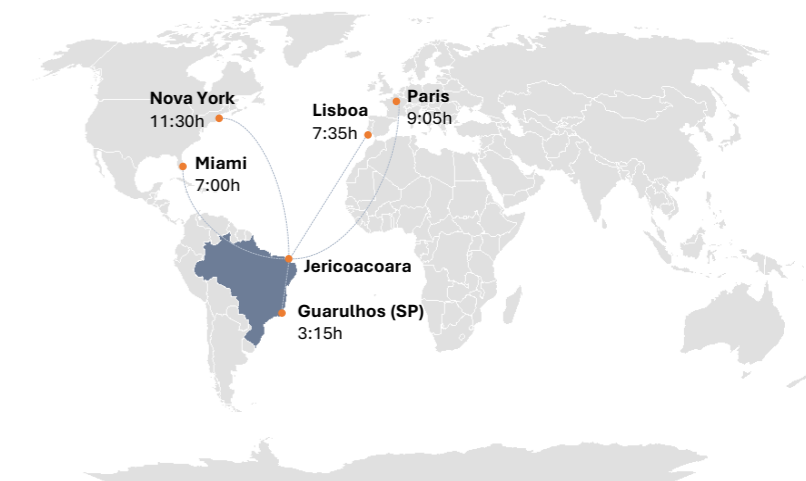 Nova York
11:30h
Paris
9:05h
Lisboa
7:35h
Miami
7:00h
Jericoacoara
Guarulhos (SP)
3:15h